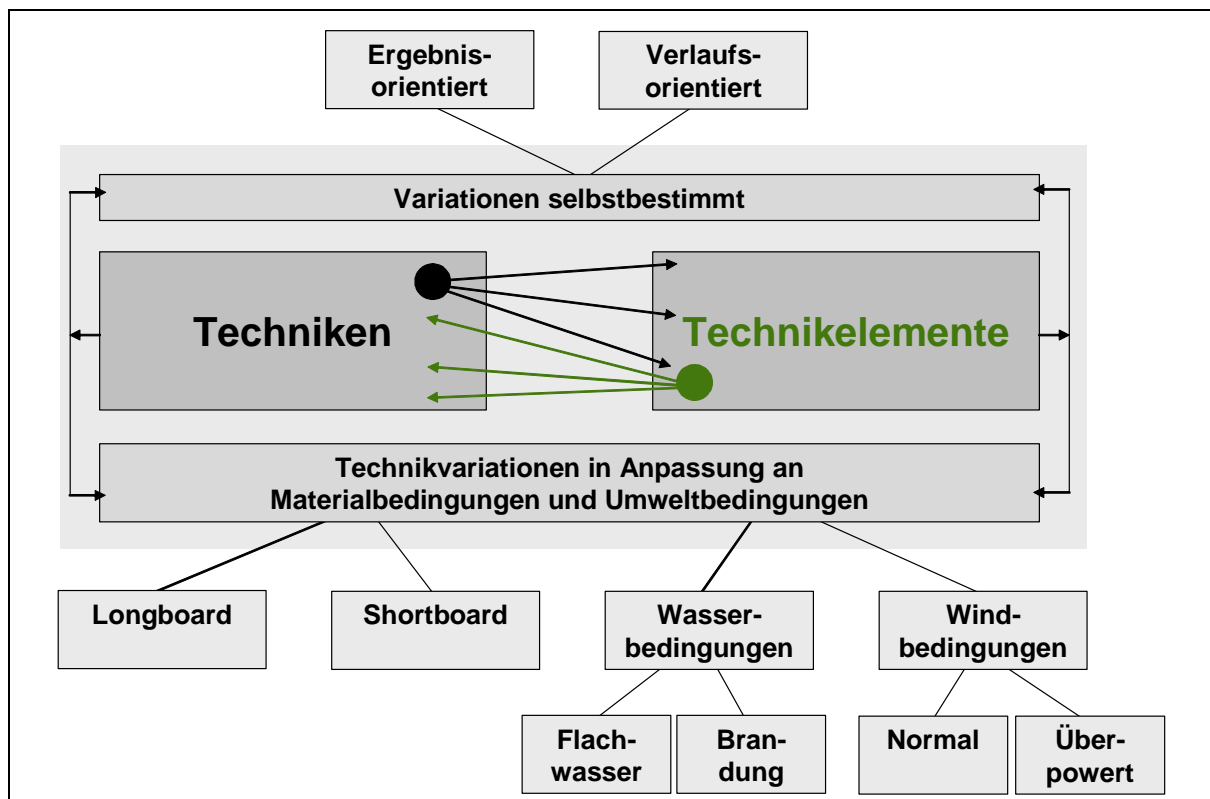 Ergebnis-
orientiert
Verlaufs-
orientiert
Variationen selbstbestimmt
Techniken
Technikelemente
Technikvariationen in Anpassung an
Materialbedingungen und Umweltbedingungen
Longboard
Shortboard
Wasser-
bedingungen
Wind-
bedingungen
Flach-
wasser
Bran-
dung
Normal
Über-
powert